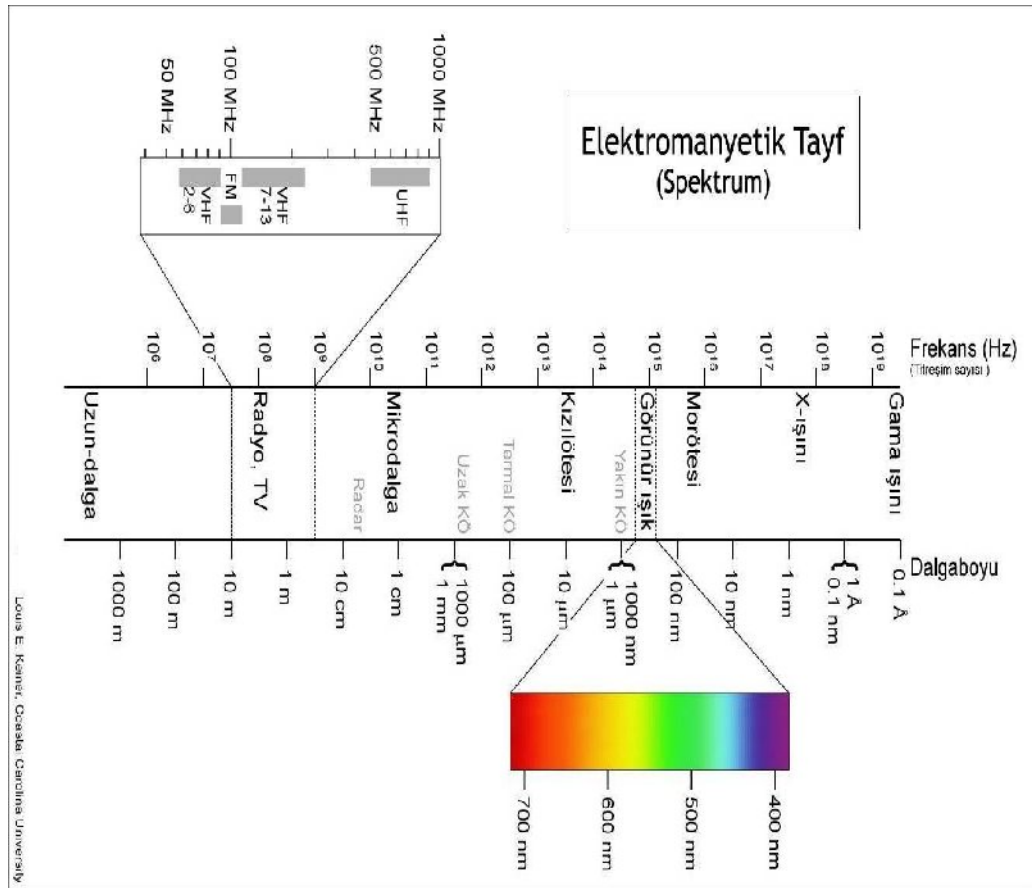 Elektromanyetik Tayf
(Spektrum)
50 MHz
100 MHz
500 MHz
1000 MHz
VHF
2-6
FM
VHF
7-13
UHF
10⁶
10⁷
10⁸
10⁹
10¹⁰
10¹¹
10¹²
10¹³
10¹⁴
10¹⁵
10¹⁶
10¹⁷
10¹⁸
10¹⁹
Frekans (Hz)
(Titreşim sayısı )
Uzun-dalga
Radyo, TV
Radar
Mikrodalga
Uzak KÖ
Termal KÖ
Kızılötesi
Yakın KÖ
Görünür ışık
Morötesi
X-ışını
Gama ışını
1000 m
100 m
10 m
1 m
10 cm
1 cm
1000 µm
1 mm
100 µm
10 µm
1000 nm
1 µm
100 nm
10 nm
1 nm
1 Å
0.1 nm
0.1 Å
Dalgaboyu
700 nm
600 nm
500 nm
400 nm
Louis E. Keiner, Coastal Carolina University